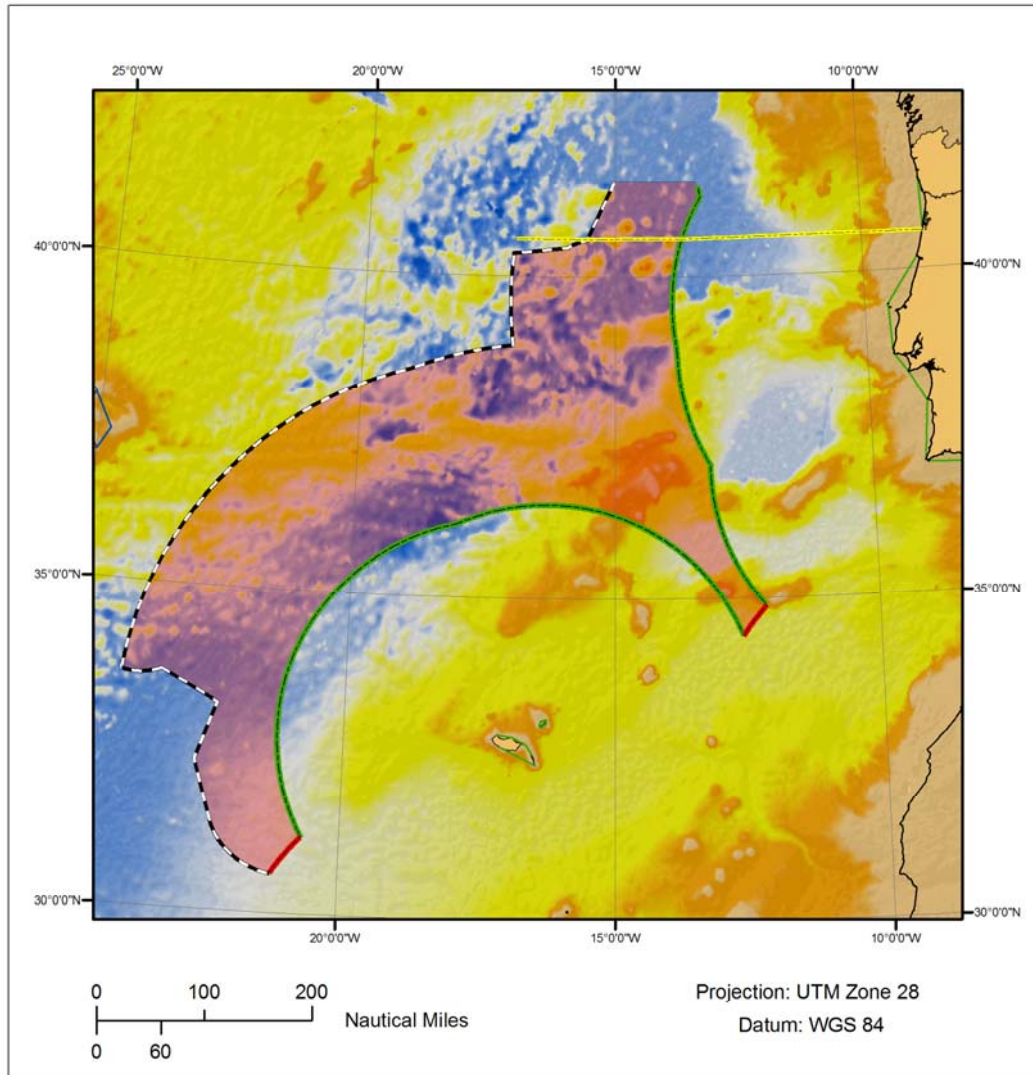 25°0'0"W 20°0'0"W 15°0'0"W 10°0'0"W
40°0'0"N 40°0'0"N
35°0'0"N 35°0'0"N
30°0'0"N 30°0'0"N
20°0'0"W 15°0'0"W 10°0'0"W
0 100 200
Nautical Miles
0 60
Projection: UTM Zone 28
Datum: WGS 84